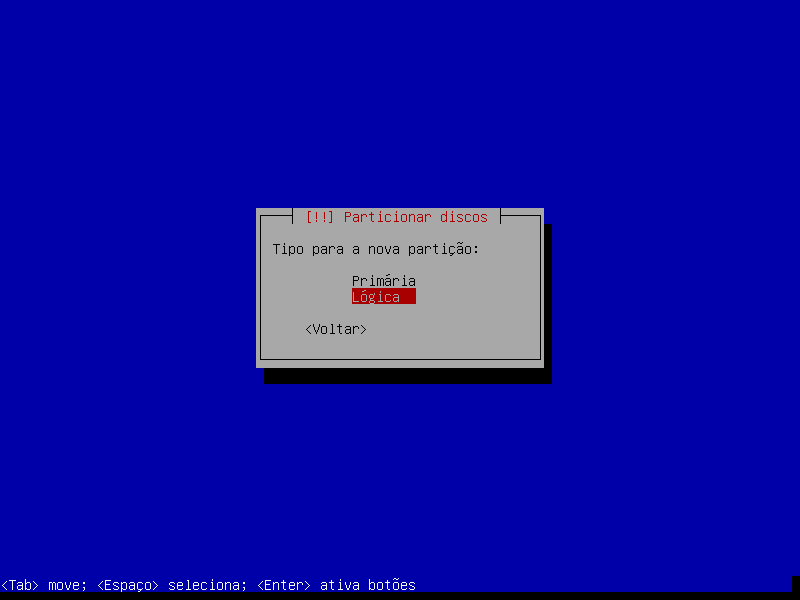 [!!] Particionar discos
Tipo para a nova partição:
Primária
Lógica
<Voltar>
<Tab> move; <Espaço> seleciona; <Enter> ativa botões